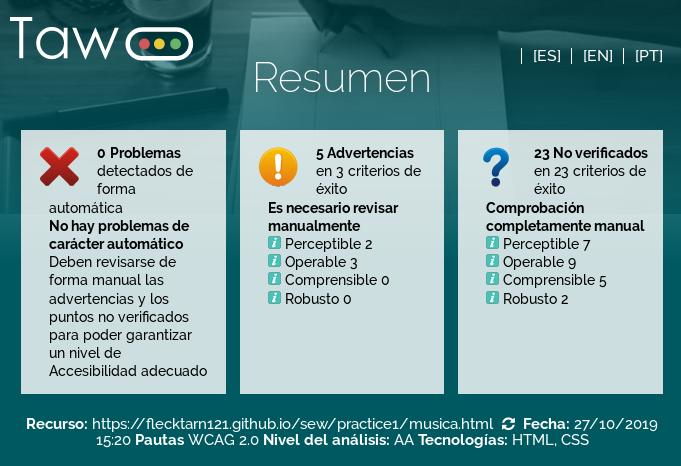 Taw
[ES] [EN] [PT]
Resumen
0 Problemas
detectados de
forma
automática
No hay problemas de
carácter automático
Deben revisarse de
forma manual las
advertencias y los
puntos no verificados
para poder garantizar
un nivel de
Accesibilidad adecuado
5 Advertencias
en 3 criterios de
éxito
Es necesario revisar
manualmente
Perceptible 2
Operable 3
Comprensible 0
Robusto 0
23 No verificados
en 23 criterios de
éxito
Comprobación
completamente manual
Perceptible 7
Operable 9
Comprensible 5
Robusto 2
Recurso: https://flecktarn121.github.io/sew/practice1/musica.html Fecha: 27/10/2019
15:20 Pautas WCAG 2.0 Nivel del análisis: AA Tecnologías: HTML, CSS